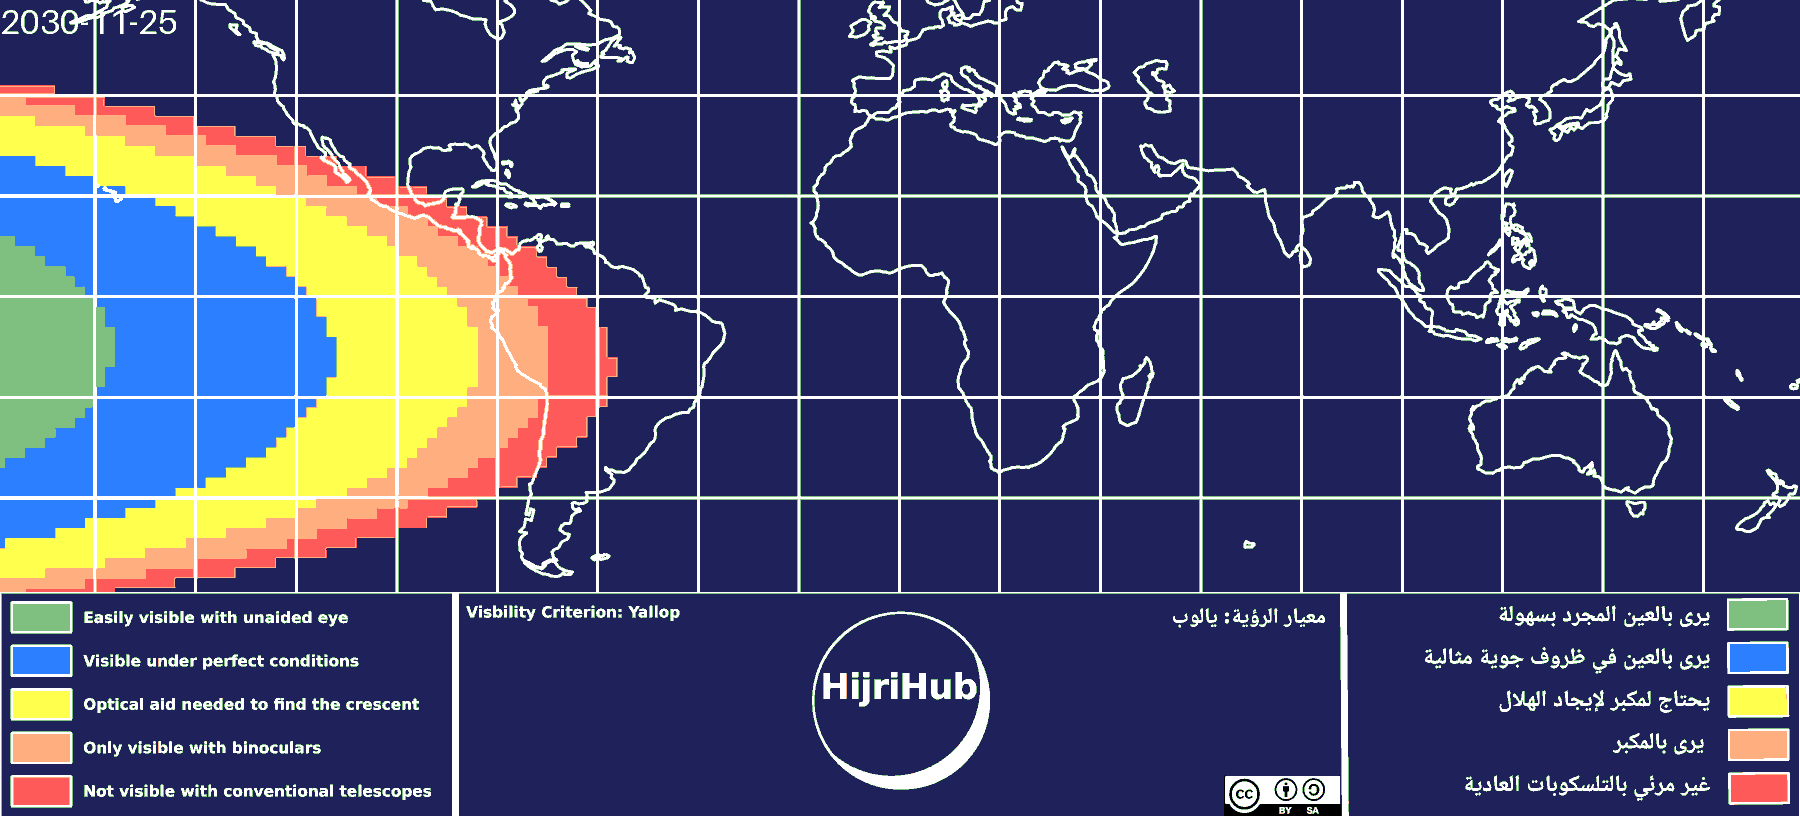 2030-11-25
Easily visible with unaided eye
Visible under perfect conditions
Optical aid needed to find the crescent
Only visible with binoculars
Not visible with conventional telescopes
Visbility Criterion: Yallop
معيار الرؤية: يالوب
HijriHub
cc
BY SA
يرى بالعين المجرد بسهولة
يرى بالعين في ظروف جوية مثالية
يحتاج لمكبر لإيجاد الهلال
يرى بالمكبر
غير مرئي بالتلسكوبات العادية